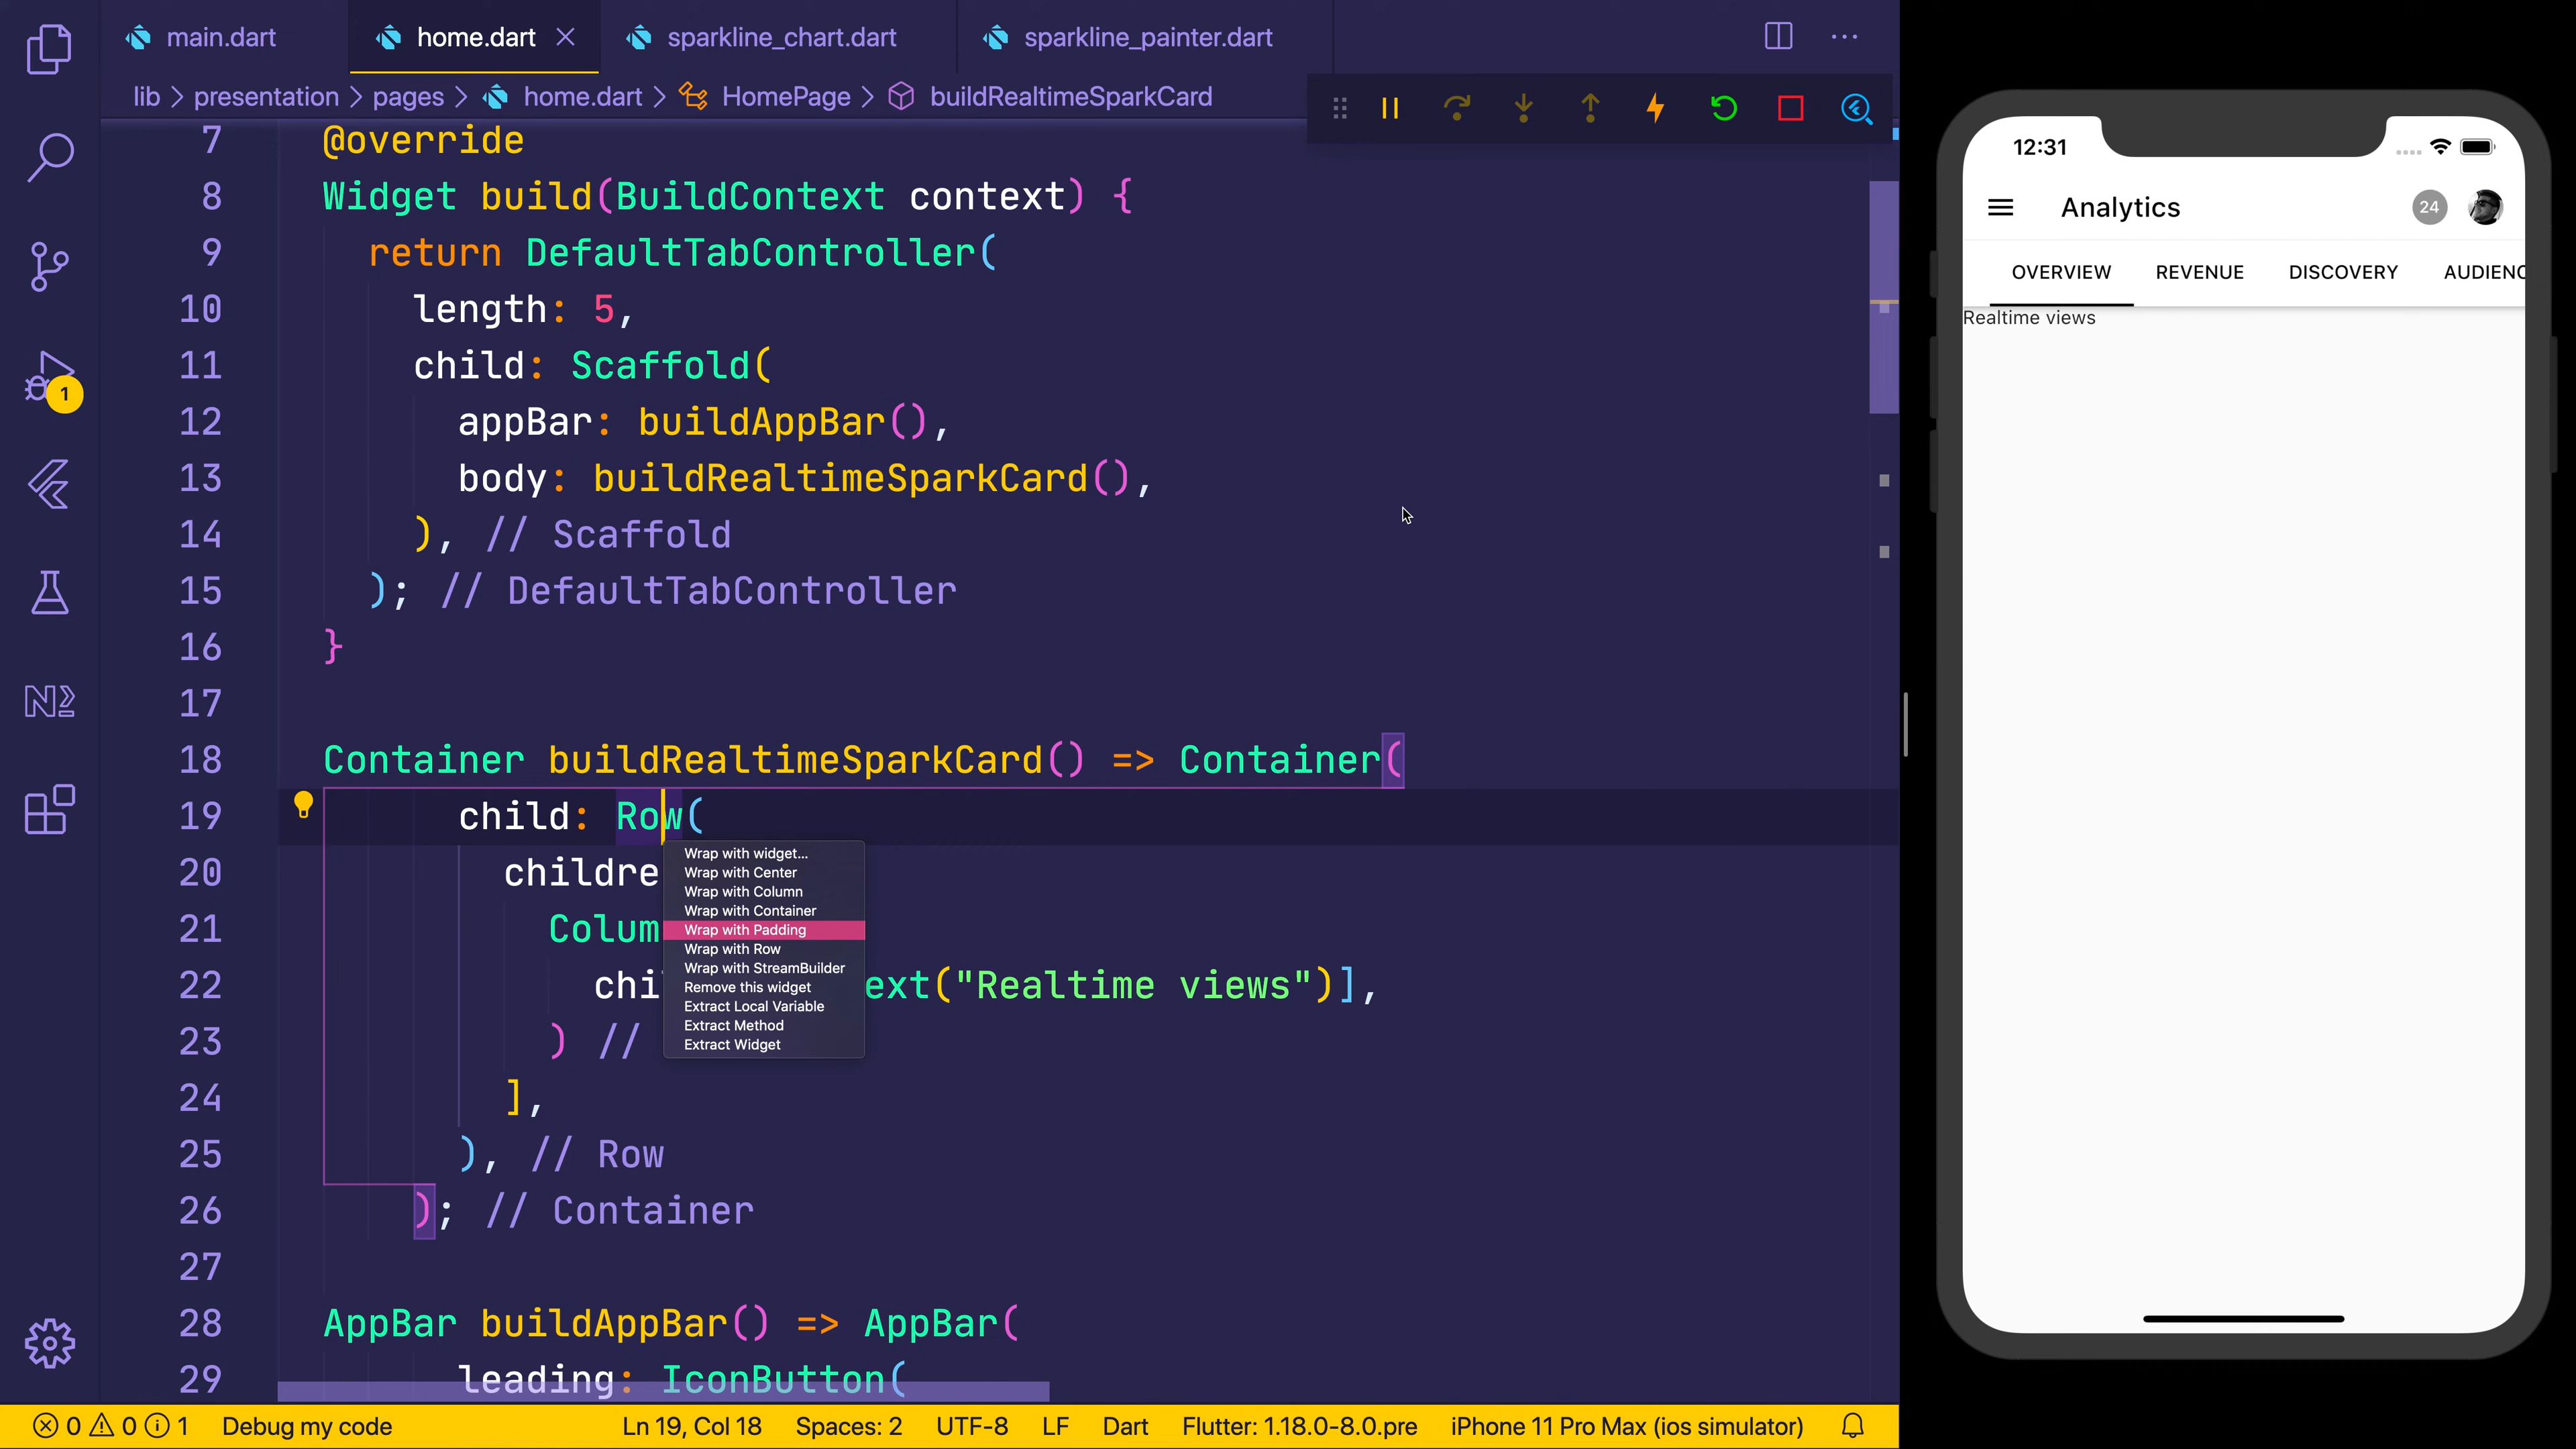 main.dart
home.dart
sparkline_chart.dart
sparkline_painter.dart
lib > presentation > pages > home.dart > HomePage > buildRealtimeSparkCard
7 @override
8 Widget build(BuildContext context) {
9 return DefaultTabController(
10 length: 5,
11 child: Scaffold(
12 appBar: buildAppBar(),
13 body: buildRealtimeSparkCard(),
14 ), // Scaffold
15 ); // DefaultTabController
16 }
17
18 Container buildRealtimeSparkCard() => Container(
19 child: Row(
20 childre
21 Colum
22 chi ext("Realtime views")],
23 ) //
24 ],
25 ), // Row
26 ); // Container
27
28 AppBar buildAppBar() => AppBar(
29 leading: IconButton(
Wrap with widget...
Wrap with Center
Wrap with Column
Wrap with Container
Wrap with Padding
Wrap with Row
Wrap with StreamBuilder
Remove this widget
Extract Local Variable
Extract Method
Extract Widget
1
0 0 1 Debug my code Ln 19, Col 18 Spaces: 2 UTF-8 LF Dart Flutter: 1.18.0-8.0.pre iPhone 11 Pro Max (ios simulator)
12:31
Analytics 24
OVERVIEW REVENUE DISCOVERY AUDIENC
Realtime views